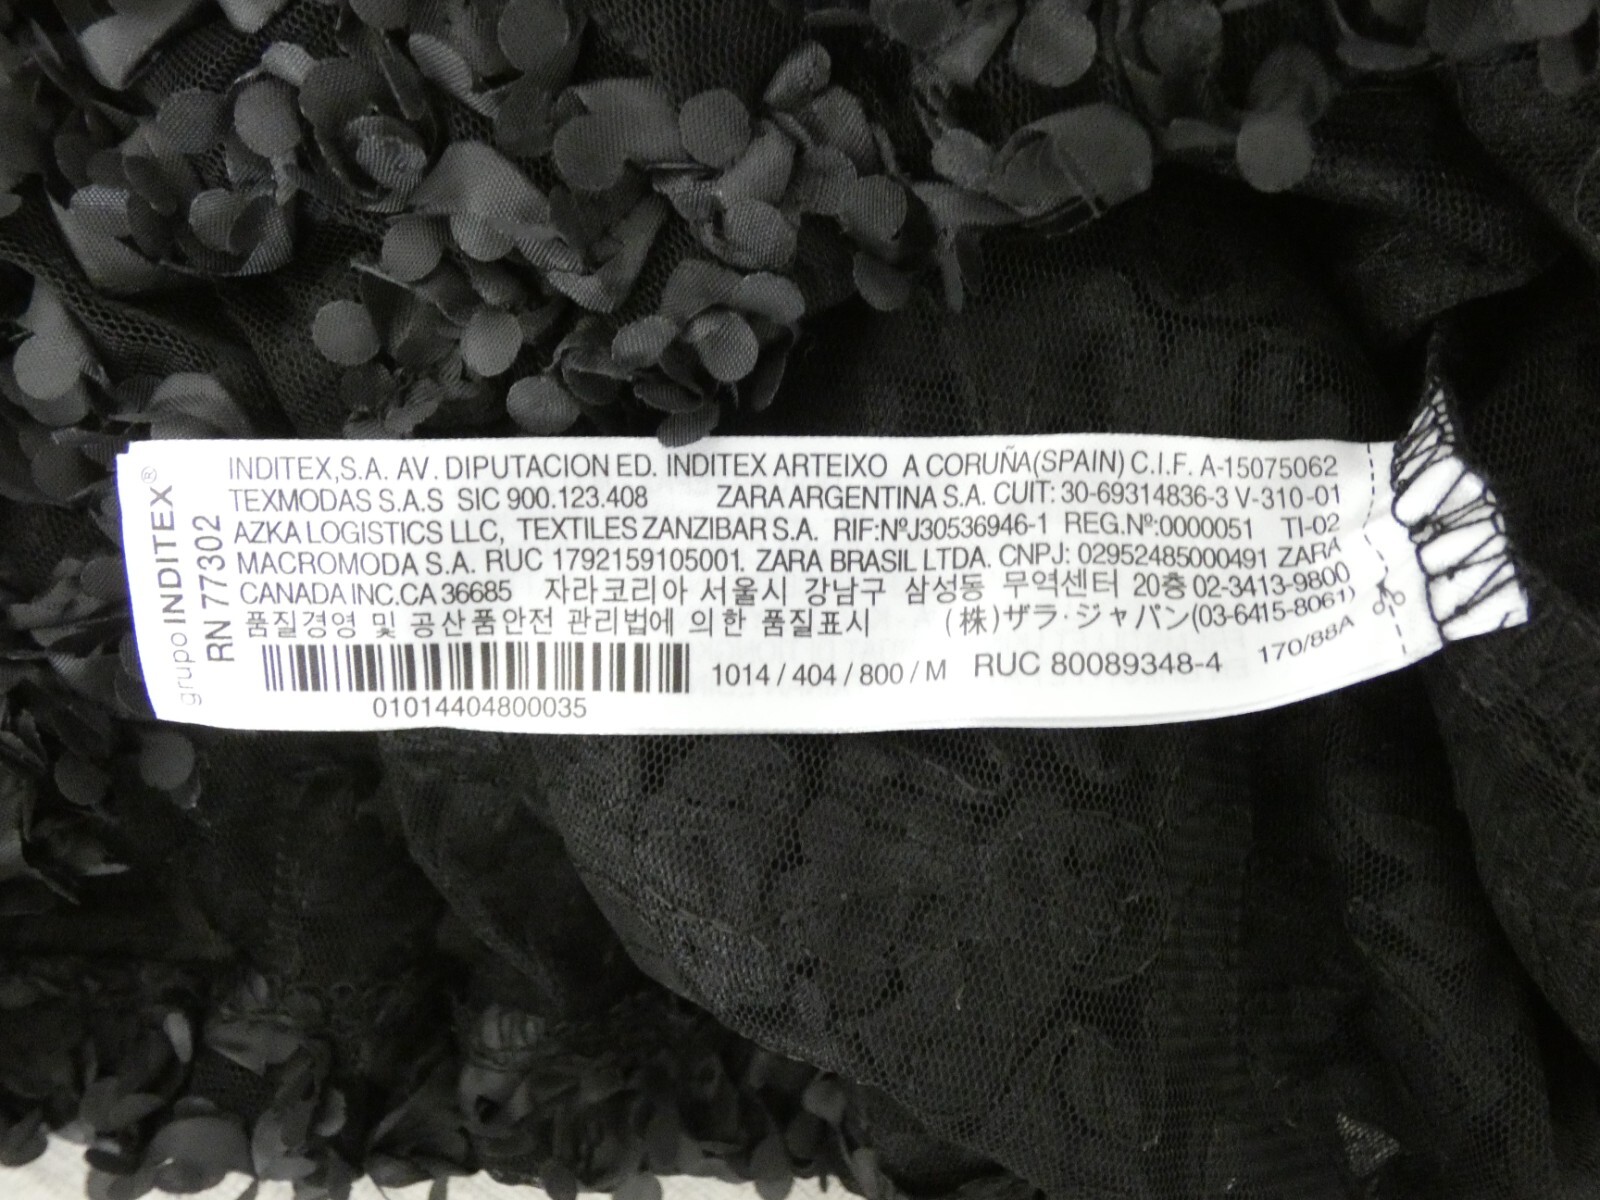 grupo INDITEX®
RN 77302
INDITEX,S.A. AV. DIPUTACION ED. INDITEX ARTEIXO A CORUÑA(SPAIN) C.I.F. A-15075062
TEXMODAS S.A.S SIC 900.123.408 ZARA ARGENTINA S.A. CUIT: 30-69314836-3 V-310-01
AZKA LOGISTICS LLC, TEXTILES ZANZIBAR S.A. RIF:NºJ30536946-1 REG.Nº:0000051 TI-02
MACROMODA S.A. RUC 1792159105001. ZARA BRASIL LTDA. CNPJ: 02952485000491 ZARA
CANADA INC.CA 36685 자라코리아 서울시 강남구 삼성동 무역센터 20층 02-3413-9800
품질경영 및 공산품안전 관리법에 의한 품질표시 (株)ザラ・ジャパン(03-6415-8061)
1014 / 404 / 800 / M RUC 80089348-4 170/88A
01014404800035